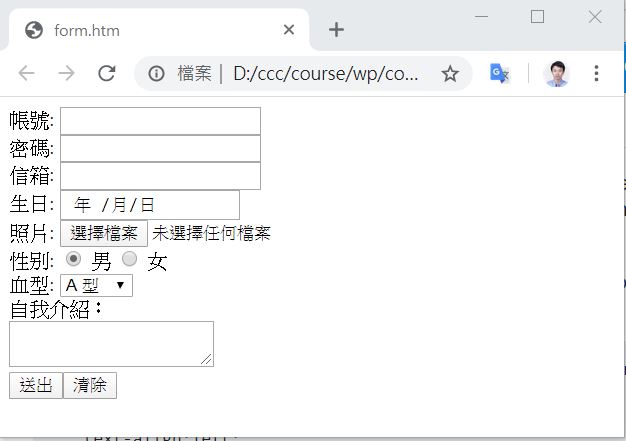 form.htm
檔案 | D:/ccc/course/wp/co...
帳號:
密碼:
信箱:
生日: 年 /月/日
照片: 選擇檔案 未選擇任何檔案
性別: 男 女
血型: A 型
自我介紹：
送出 清除